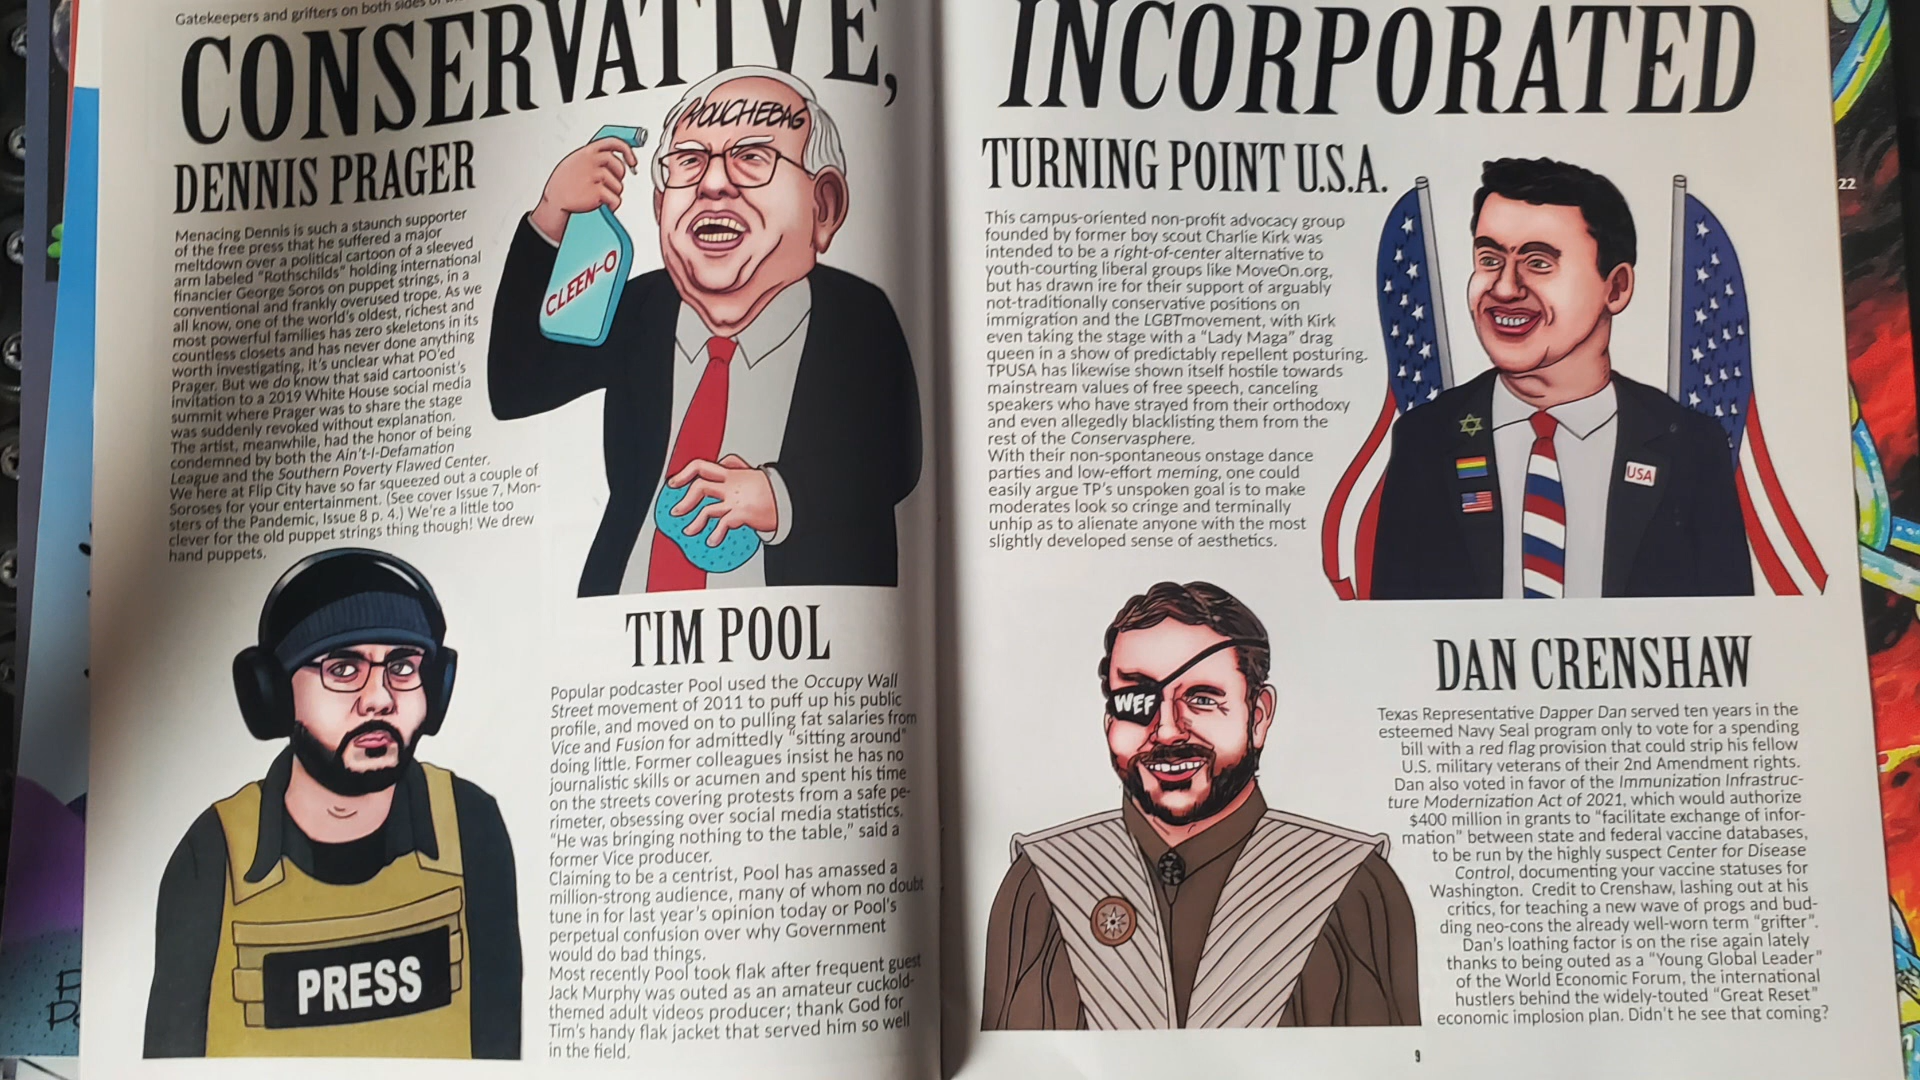 Gatekeepers and grifters on both sides of
CONSERVATIVE,
DENNIS PRAGER
Menacing Dennis is such a staunch supporter
of the free press that he suffered a major
meltdown over a political cartoon of a sleeved
arm labeled "Rothschilds" holding international
financier George Soros on puppet strings, in a
conventional and frankly overused trope. As we
all know, one of the world's oldest, richest and
most powerful families has zero skeletons in its
countless closets and has never done anything
worth investigating, it's unclear what PO'ed
Prager. But we do know that said cartoonist's
invitation to a 2019 White House social media
summit where Prager was to share the stage
was suddenly revoked without explanation.
The artist, meanwhile, had the honor of being
condemned by both the Ain't-I-Defamation
League and the Southern Poverty Flawed Center.
We here at Flip City have so far squeezed out a couple of
Soroses for your entertainment. (See cover Issue 7, Mon-
sters of the Pandemic, Issue 8 p. 4.) We're a little too
clever for the old puppet strings thing though! We drew
hand puppets.
DOUCHEBAG
CLEEN-O
PRESS
TIM POOL
Popular podcaster Pool used the Occupy Wall
Street movement of 2011 to puff up his public
profile, and moved on to pulling fat salaries from
Vice and Fusion for admittedly "sitting around"
doing little. Former colleagues insist he has no
journalistic skills or acumen and spent his time
on the streets covering protests from a safe pe-
rimeter, obsessing over social media statistics.
"He was bringing nothing to the table," said a
former Vice producer.
Claiming to be a centrist, Pool has amassed a
million-strong audience, many of whom no doubt
tune in for last year's opinion today or Pool's
perpetual confusion over why Government
would do bad things.
Most recently Pool took flak after frequent guest
Jack Murphy was outed as an amateur cuckold-
themed adult videos producer; thank God for
Tim's handy flak jacket that served him so well
in the field.
INCORPORATED
TURNING POINT U.S.A.
This campus-oriented non-profit advocacy group
founded by former boy scout Charlie Kirk was
intended to be a right-of-center alternative to
youth-courting liberal groups like MoveOn.org,
but has drawn ire for their support of arguably
not-traditionally conservative positions on
immigration and the LGBTmovement, with Kirk
even taking the stage with a "Lady Maga" drag
queen in a show of predictably repellent posturing.
TPUSA has likewise shown itself hostile towards
mainstream values of free speech, canceling
speakers who have strayed from their orthodoxy
and even allegedly blacklisting them from the
rest of the Conservasphere.
With their non-spontaneous onstage dance
parties and low-effort meming, one could
easily argue TP's unspoken goal is to make
moderates look so cringe and terminally
unhip as to alienate anyone with the most
slightly developed sense of aesthetics.
USA
WEF
DAN CRENSHAW
Texas Representative Dapper Dan served ten years in the
esteemed Navy Seal program only to vote for a spending
bill with a red flag provision that could strip his fellow
U.S. military veterans of their 2nd Amendment rights.
Dan also voted in favor of the Immunization Infrastruc-
ture Modernization Act of 2021, which would authorize
$400 million in grants to "facilitate exchange of infor-
mation" between state and federal vaccine databases,
to be run by the highly suspect Center for Disease
Control, documenting your vaccine statuses for
Washington. Credit to Crenshaw, lashing out at his
critics, for teaching a new wave of progs and bud-
ding neo-cons the already well-worn term "grifter".
Dan's loathing factor is on the rise again lately
thanks to being outed as a "Young Global Leader"
of the World Economic Forum, the international
hustlers behind the widely-touted "Great Reset"
economic implosion plan. Didn't he see that coming?
9
22